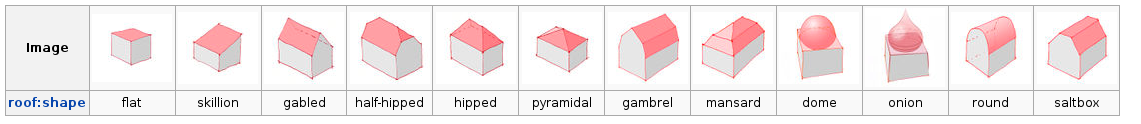 Image
roof:shape flat skillion gabled half-hipped hipped pyramidal gambrel mansard dome onion round saltbox